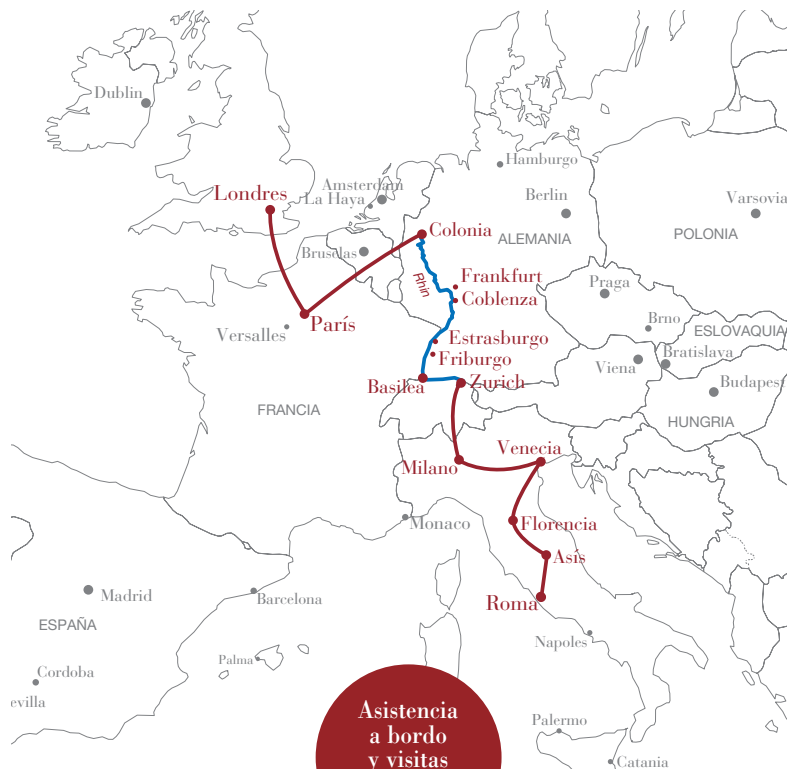 Dublin
Hamburgo
Londres
Amsterdam
La Haya
Berlin
Varsovia
Colonia
ALEMANIA
POLONIA
Bruselas
Rhin
Frankfurt
Coblenza
Praga
París
Versalles
Brno
ESLOVAQUIA
Estrasburgo
Friburgo
Viena
Bratislava
Basilea
Zurich
Budapest
FRANCIA
HUNGRIA
Venecia
Milano
Monaco
Florencia
Asís
Madrid
Barcelona
Roma
ESPAÑA
Napoles
Palma
Cordoba
evilla
Asistencia
a bordo
y visitas
Palermo
Catania